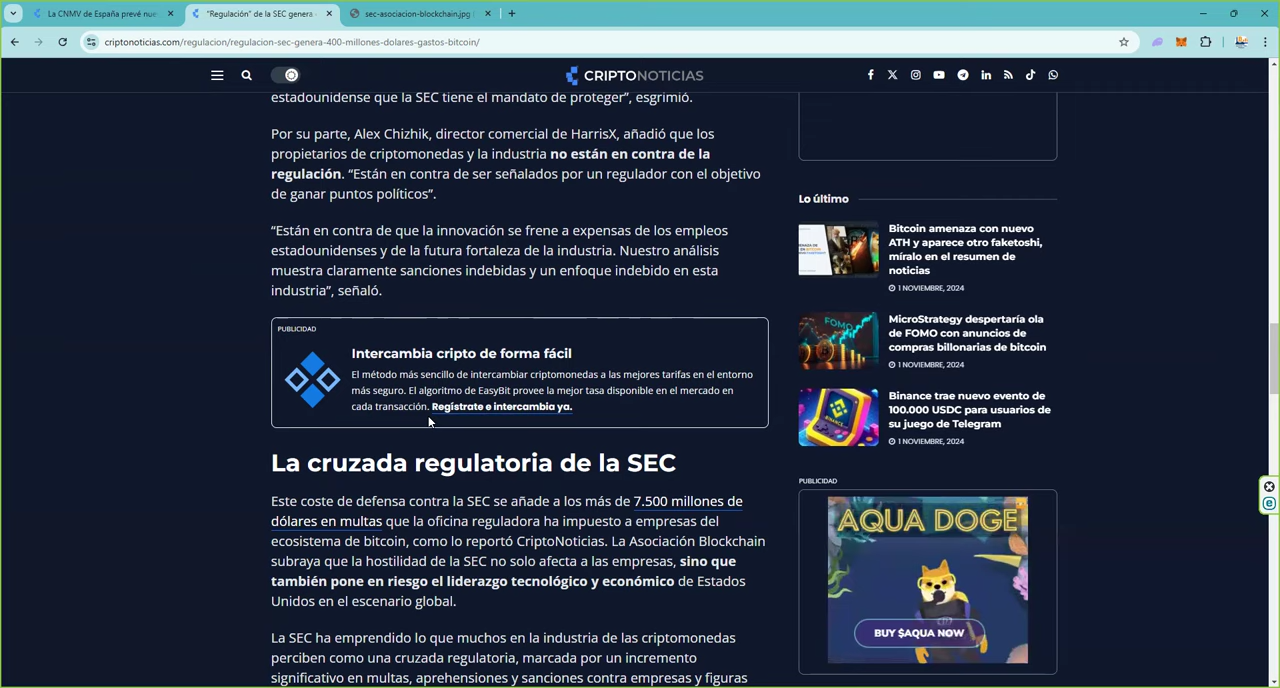 La CNMV de España prevé nue
"Regulación" de la SEC genera
sec-asociacion-blockchain.jpg
criptonoticias.com/regulacion/regulacion-sec-genera-400-millones-dolares-gastos-bitcoin/
CRIPTONOTICIAS
estadounidense que la SEC tiene el mandato de proteger”, esgrimió.
Por su parte, Alex Chizhik, director comercial de HarrisX, añadió que los
propietarios de criptomonedas y la industria no están en contra de la
regulación. “Están en contra de ser señalados por un regulador con el objetivo
de ganar puntos políticos”.
“Están en contra de que la innovación se frene a expensas de los empleos
estadounidenses y de la futura fortaleza de la industria. Nuestro análisis
muestra claramente sanciones indebidas y un enfoque indebido en esta
industria”, señaló.
PUBLICIDAD
Intercambia cripto de forma fácil
El método más sencillo de intercambiar criptomonedas a las mejores tarifas en el entorno
más seguro. El algoritmo de EasyBit provee la mejor tasa disponible en el mercado en
cada transacción. Regístrate e intercambia ya.
La cruzada regulatoria de la SEC
Este coste de defensa contra la SEC se añade a los más de 7.500 millones de
dólares en multas que la oficina reguladora ha impuesto a empresas del
ecosistema de bitcoin, como lo reportó CriptoNoticias. La Asociación Blockchain
subraya que la hostilidad de la SEC no solo afecta a las empresas, sino que
también pone en riesgo el liderazgo tecnológico y económico de Estados
Unidos en el escenario global.
La SEC ha emprendido lo que muchos en la industria de las criptomonedas
perciben como una cruzada regulatoria, marcada por un incremento
significativo en multas, aprehensiones y sanciones contra empresas y figuras
Lo último
Bitcoin amenaza con nuevo
ATH y aparece otro faketoshi,
míralo en el resumen de
noticias
1 NOVIEMBRE, 2024
FOMO
MicroStrategy despertaría ola
de FOMO con anuncios de
compras billonarias de bitcoin
1 NOVIEMBRE, 2024
Binance trae nuevo evento de
100.000 USDC para usuarios de
su juego de Telegram
1 NOVIEMBRE, 2024
PUBLICIDAD
AQUA DOGE
BUY $AQUA NOW